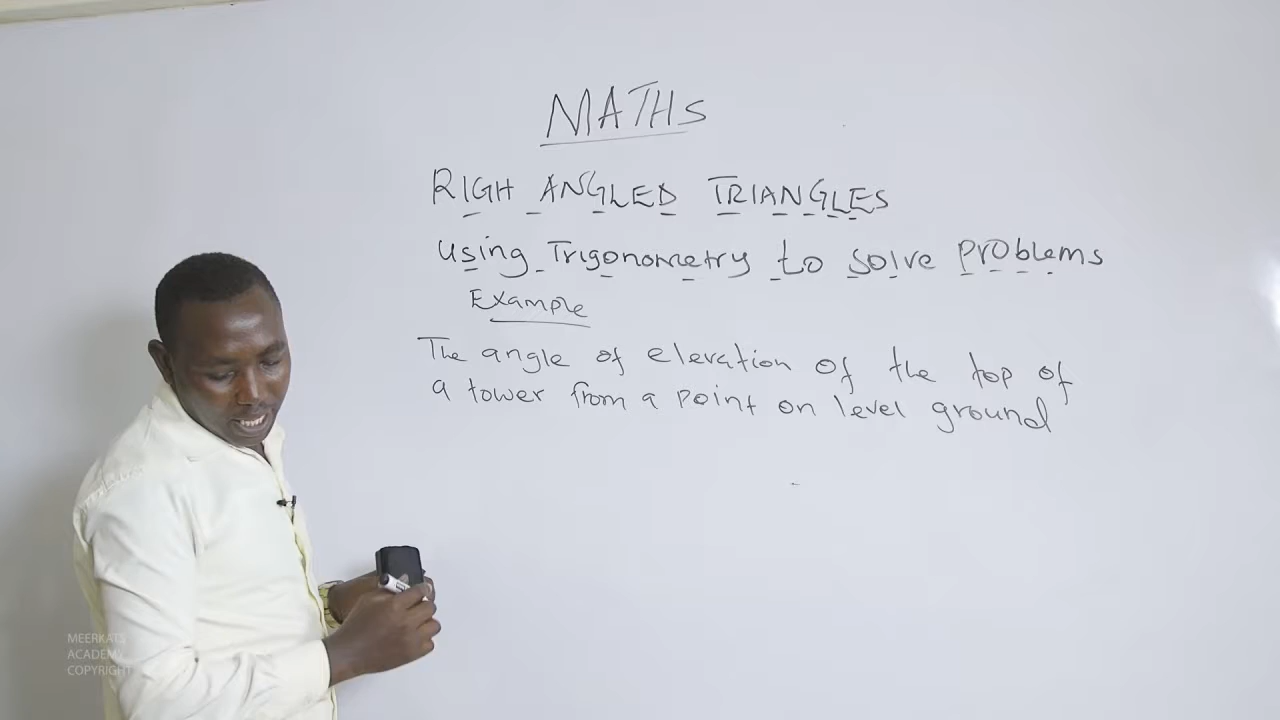 MATHS
RIGH ANGLED TRIANGLES
Using Trigonometry to solve problems
Example
The angle of elevation of the top of
a tower from a point on level ground
MEERKATS
ACADEMY
COPYRIGHT